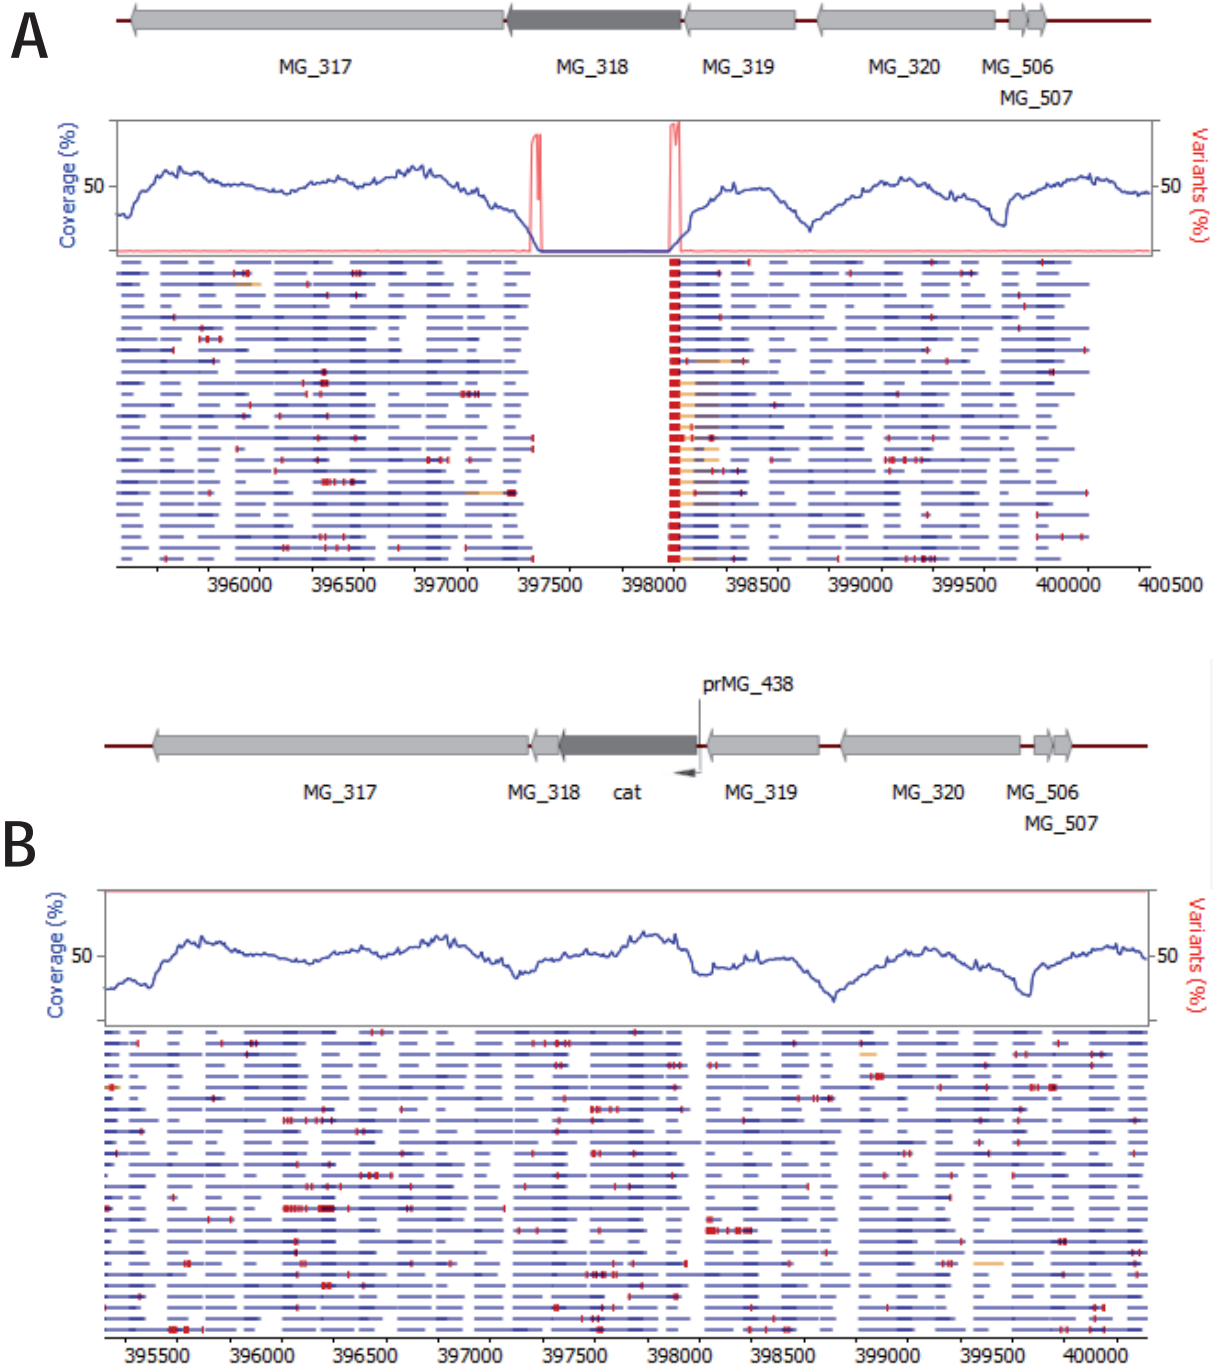 A
MG_317 MG_318 MG_319 MG_320 MG_506
MG_507
Coverage (%)
50
50
Variants (%)
396000 396500 397000 397500 398000 398500 399000 399500 400000 400500
prMG_438
MG_317 MG_318 cat MG_319 MG_320 MG_506
MG_507
B
Coverage (%)
50
50
Variants (%)
395500 396000 396500 397000 397500 398000 398500 399000 399500 400000